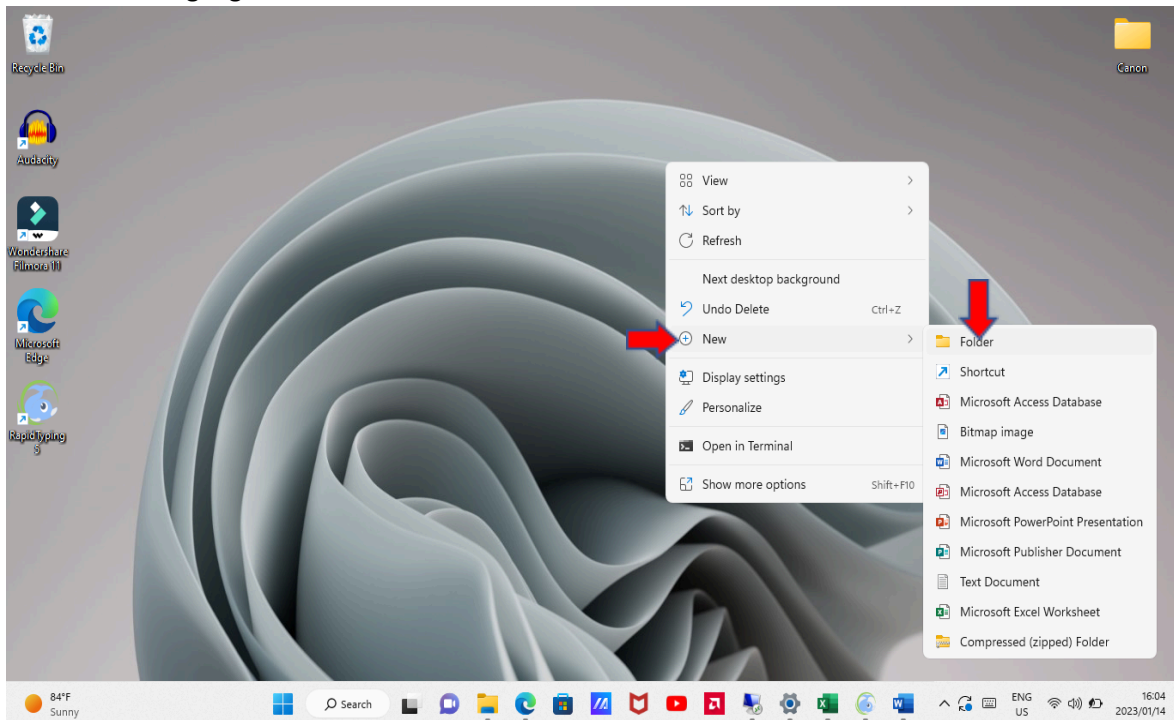 Recycle Bin
Canon
Audacity
Wondershare
Filmora 11
Microsoft
Edge
RapidTyping
5
View
Sort by
Refresh
Next desktop background
Undo Delete Ctrl+Z
New
Display settings
Personalize
Open in Terminal
Show more options Shift+F10
Folder
Shortcut
Microsoft Access Database
Bitmap image
Microsoft Word Document
Microsoft Access Database
Microsoft PowerPoint Presentation
Microsoft Publisher Document
Text Document
Microsoft Excel Worksheet
Compressed (zipped) Folder
84°F
Sunny
Search
ENG
US
16:04
2023/01/14